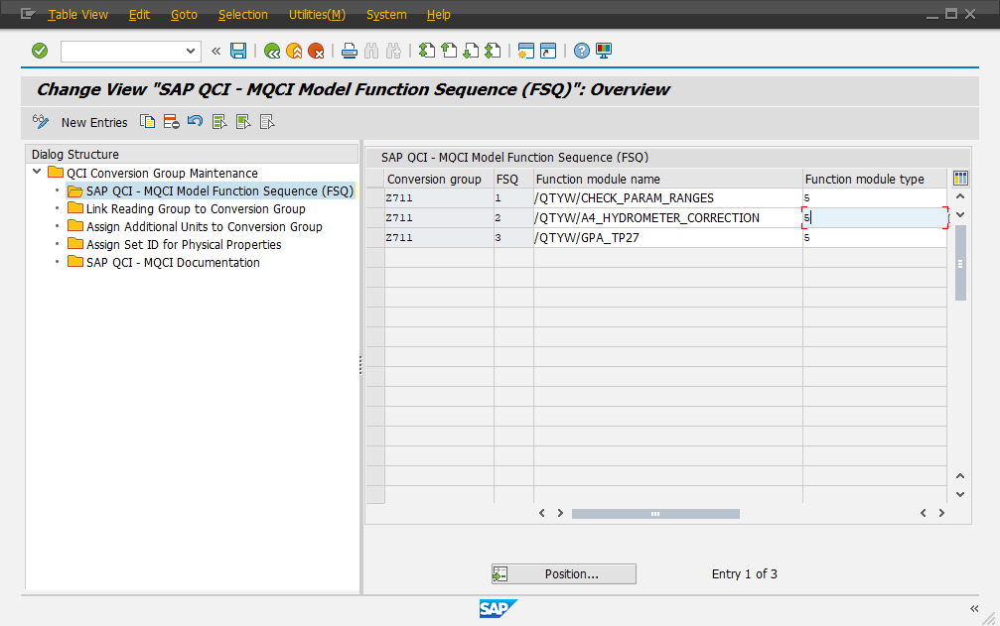 Table View Edit Goto Selection Utilities(M) System Help
Change View "SAP QCI - MQCI Model Function Sequence (FSQ)": Overview
New Entries
Dialog Structure
QCI Conversion Group Maintenance
SAP QCI - MQCI Model Function Sequence (FSQ)
Link Reading Group to Conversion Group
Assign Additional Units to Conversion Group
Assign Set ID for Physical Properties
SAP QCI - MQCI Documentation
SAP QCI - MQCI Model Function Sequence (FSQ)
Conversion group FSQ Function module name Function module type
Z711 1 /QTYW/CHECK_PARAM_RANGES 5
Z711 2 /QTYW/A4_HYDROMETER_CORRECTION 5
Z711 3 /QTYW/GPA_TP27 5
Position... Entry 1 of 3
SAP